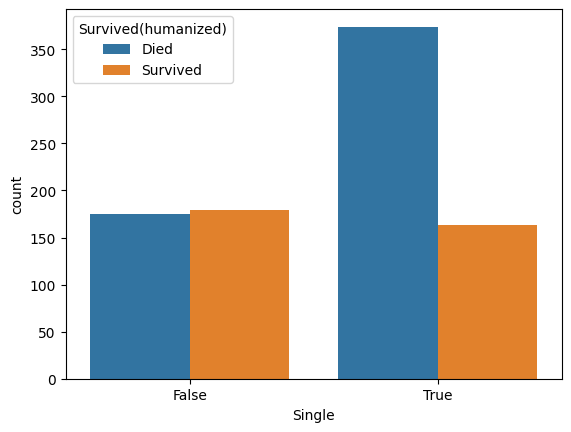 Survived(humanized)
Died
Survived
350
300
250
200
150
100
50
0
count
False
True
Single